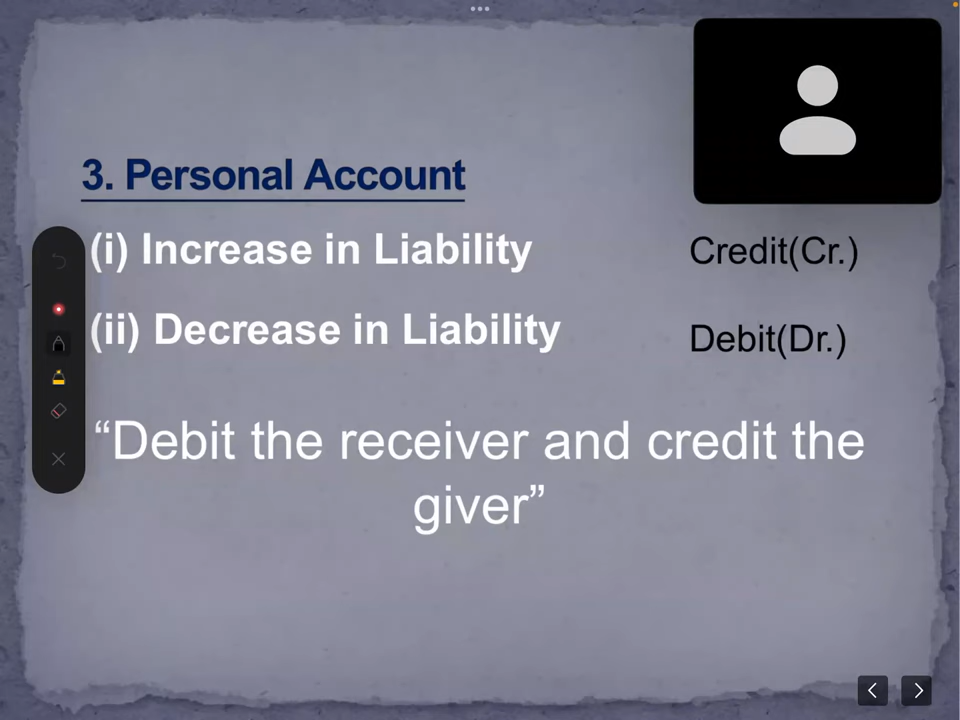 3. Personal Account
(i) Increase in Liability Credit(Cr.)
(ii) Decrease in Liability Debit(Dr.)
“Debit the receiver and credit the
giver”